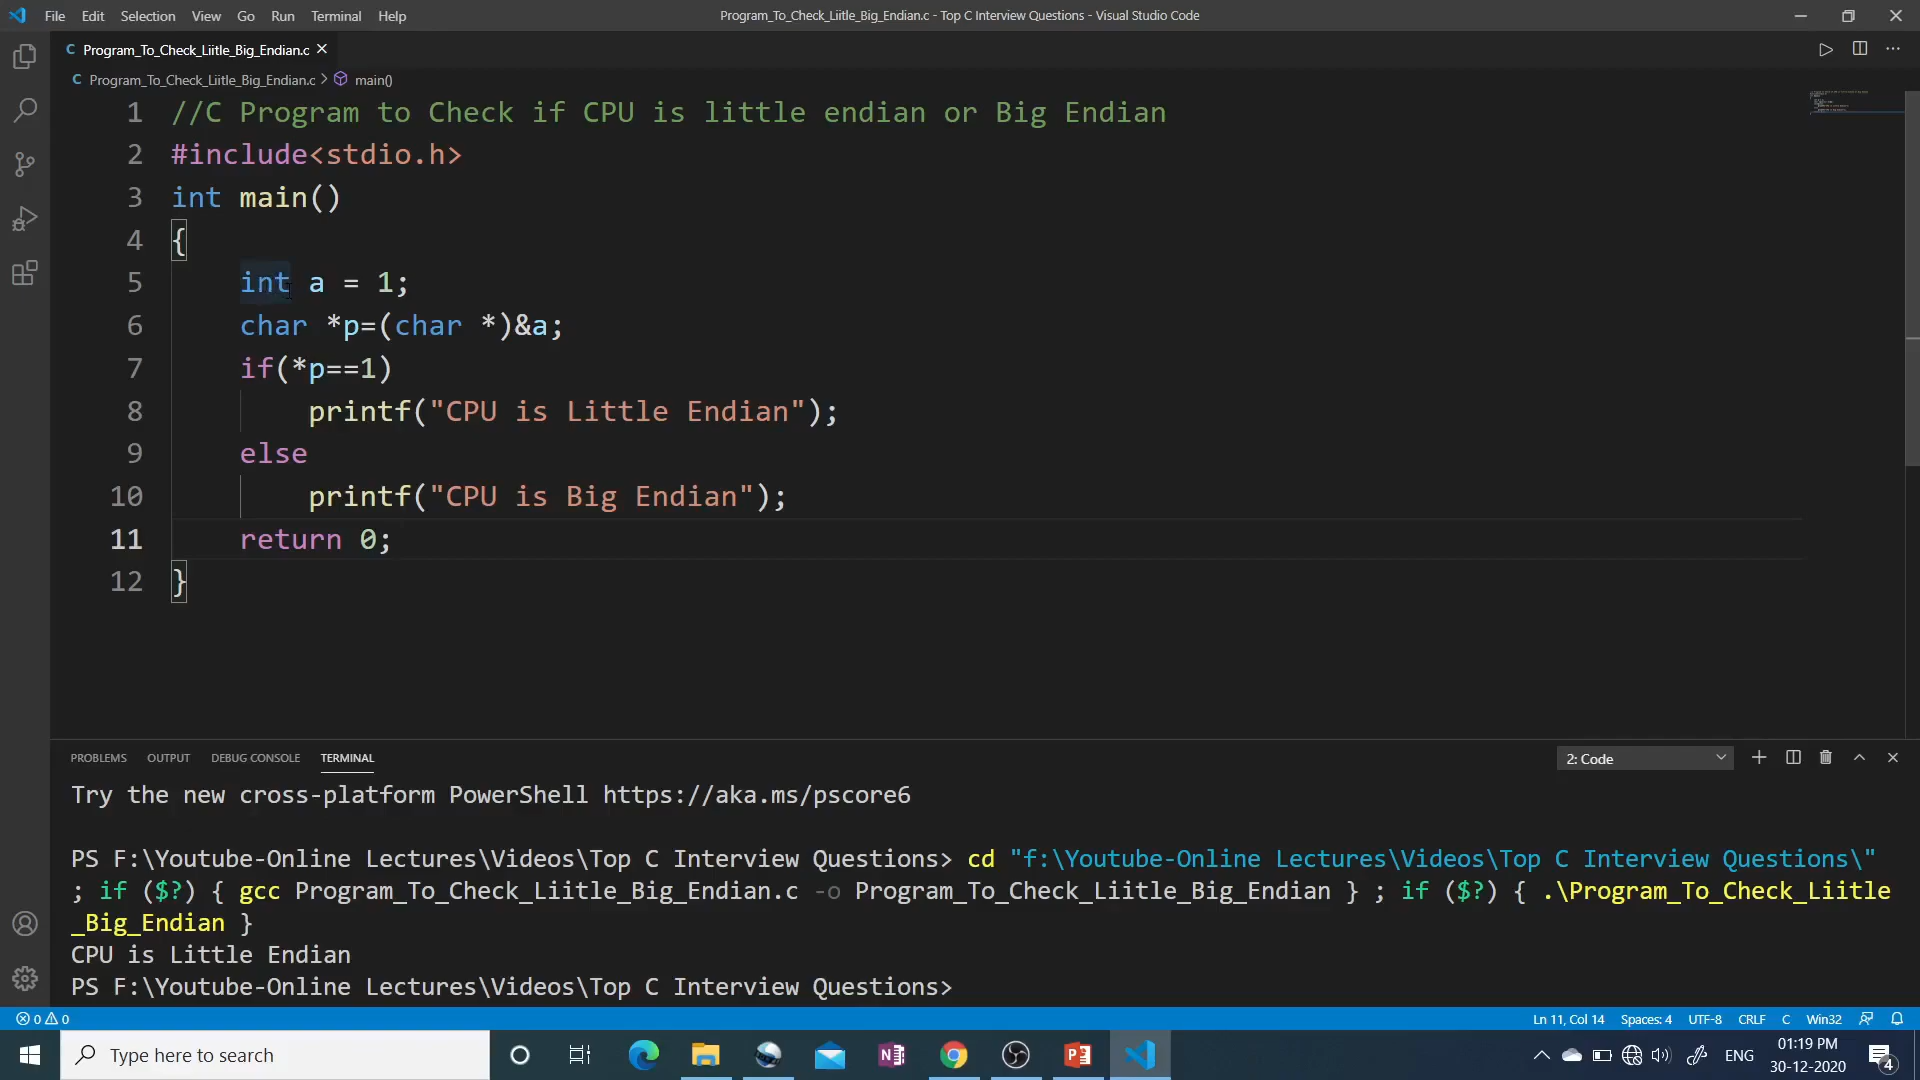 File Edit Selection View Go Run Terminal Help
Program_To_Check_Liitle_Big_Endian.c - Top C Interview Questions - Visual Studio Code
C Program_To_Check_Liitle_Big_Endian.c
C Program_To_Check_Liitle_Big_Endian.c > main()
1 //C Program to Check if CPU is little endian or Big Endian
2 #include<stdio.h>
3 int main()
4 {
5 int a = 1;
6 char *p=(char *)&a;
7 if(*p==1)
8 printf("CPU is Little Endian");
9 else
10 printf("CPU is Big Endian");
11 return 0;
12 }
PROBLEMS OUTPUT DEBUG CONSOLE TERMINAL
2: Code
Try the new cross-platform PowerShell https://aka.ms/pscore6
PS F:\Youtube-Online Lectures\Videos\Top C Interview Questions> cd "f:\Youtube-Online Lectures\Videos\Top C Interview Questions\"
; if ($?) { gcc Program_To_Check_Liitle_Big_Endian.c -o Program_To_Check_Liitle_Big_Endian } ; if ($?) { .\Program_To_Check_Liitle
_Big_Endian }
CPU is Little Endian
PS F:\Youtube-Online Lectures\Videos\Top C Interview Questions>
0 0
Ln 11, Col 14 Spaces: 4 UTF-8 CRLF C Win32
Type here to search
ENG
01:19 PM
30-12-2020
4